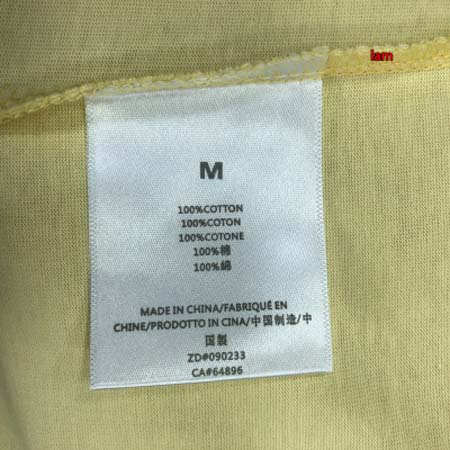 fam
M
100%COTTON
100%COTON
100%COTONE
100%棉
100%綿
MADE IN CHINA/FABRIQUÉ EN
CHINE/PRODOTTO IN CINA/中国制造/中
国製
ZD#090233
CA#64896